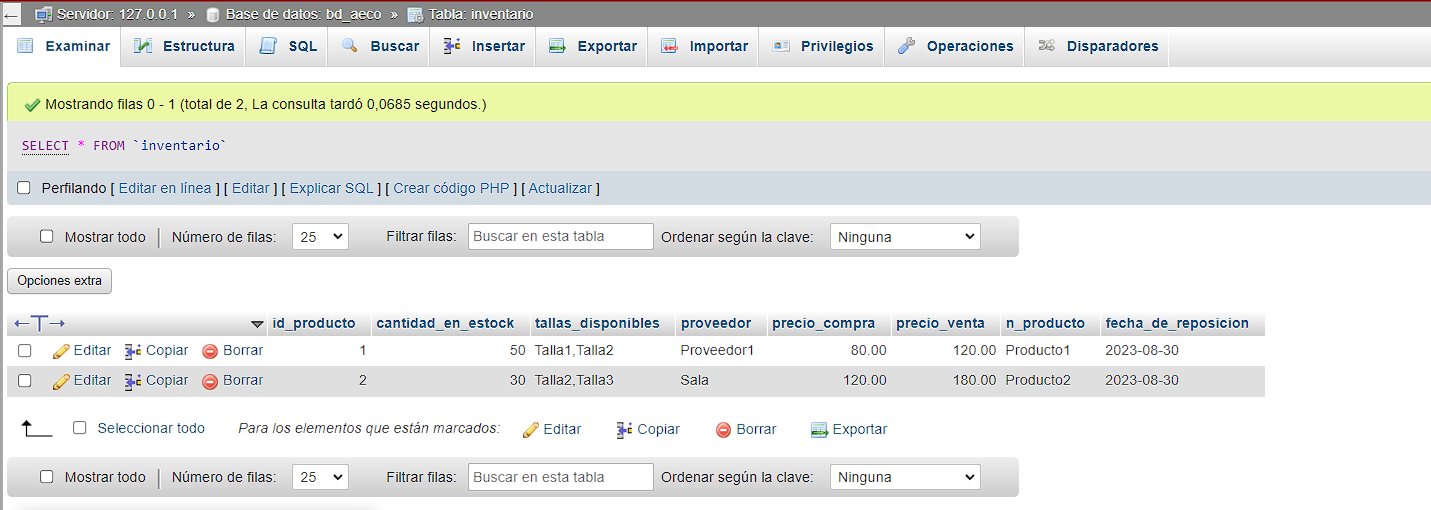 Servidor: 127.0.0.1 » Base de datos: bd_aeco » Tabla: inventario
Examinar Estructura SQL Buscar Insertar Exportar Importar Privilegios Operaciones Disparadores
Mostrando filas 0 - 1 (total de 2, La consulta tardó 0,0685 segundos.)
SELECT * FROM `inventario`
Perfilando [ Editar en línea ] [ Editar ] [ Explicar SQL ] [ Crear código PHP ] [ Actualizar ]
Mostrar todo | Número de filas: 25 Filtrar filas: Buscar en esta tabla Ordenar según la clave: Ninguna
Opciones extra
←T→ id_producto cantidad_en_estock tallas_disponibles proveedor precio_compra precio_venta n_producto fecha_de_reposicion
Editar Copiar Borrar 1 50 Talla1,Talla2 Proveedor1 80.00 120.00 Producto1 2023-08-30
Editar Copiar Borrar 2 30 Talla2,Talla3 Sala 120.00 180.00 Producto2 2023-08-30
Seleccionar todo Para los elementos que están marcados: Editar Copiar Borrar Exportar
Mostrar todo | Número de filas: 25 Filtrar filas: Buscar en esta tabla Ordenar según la clave: Ninguna